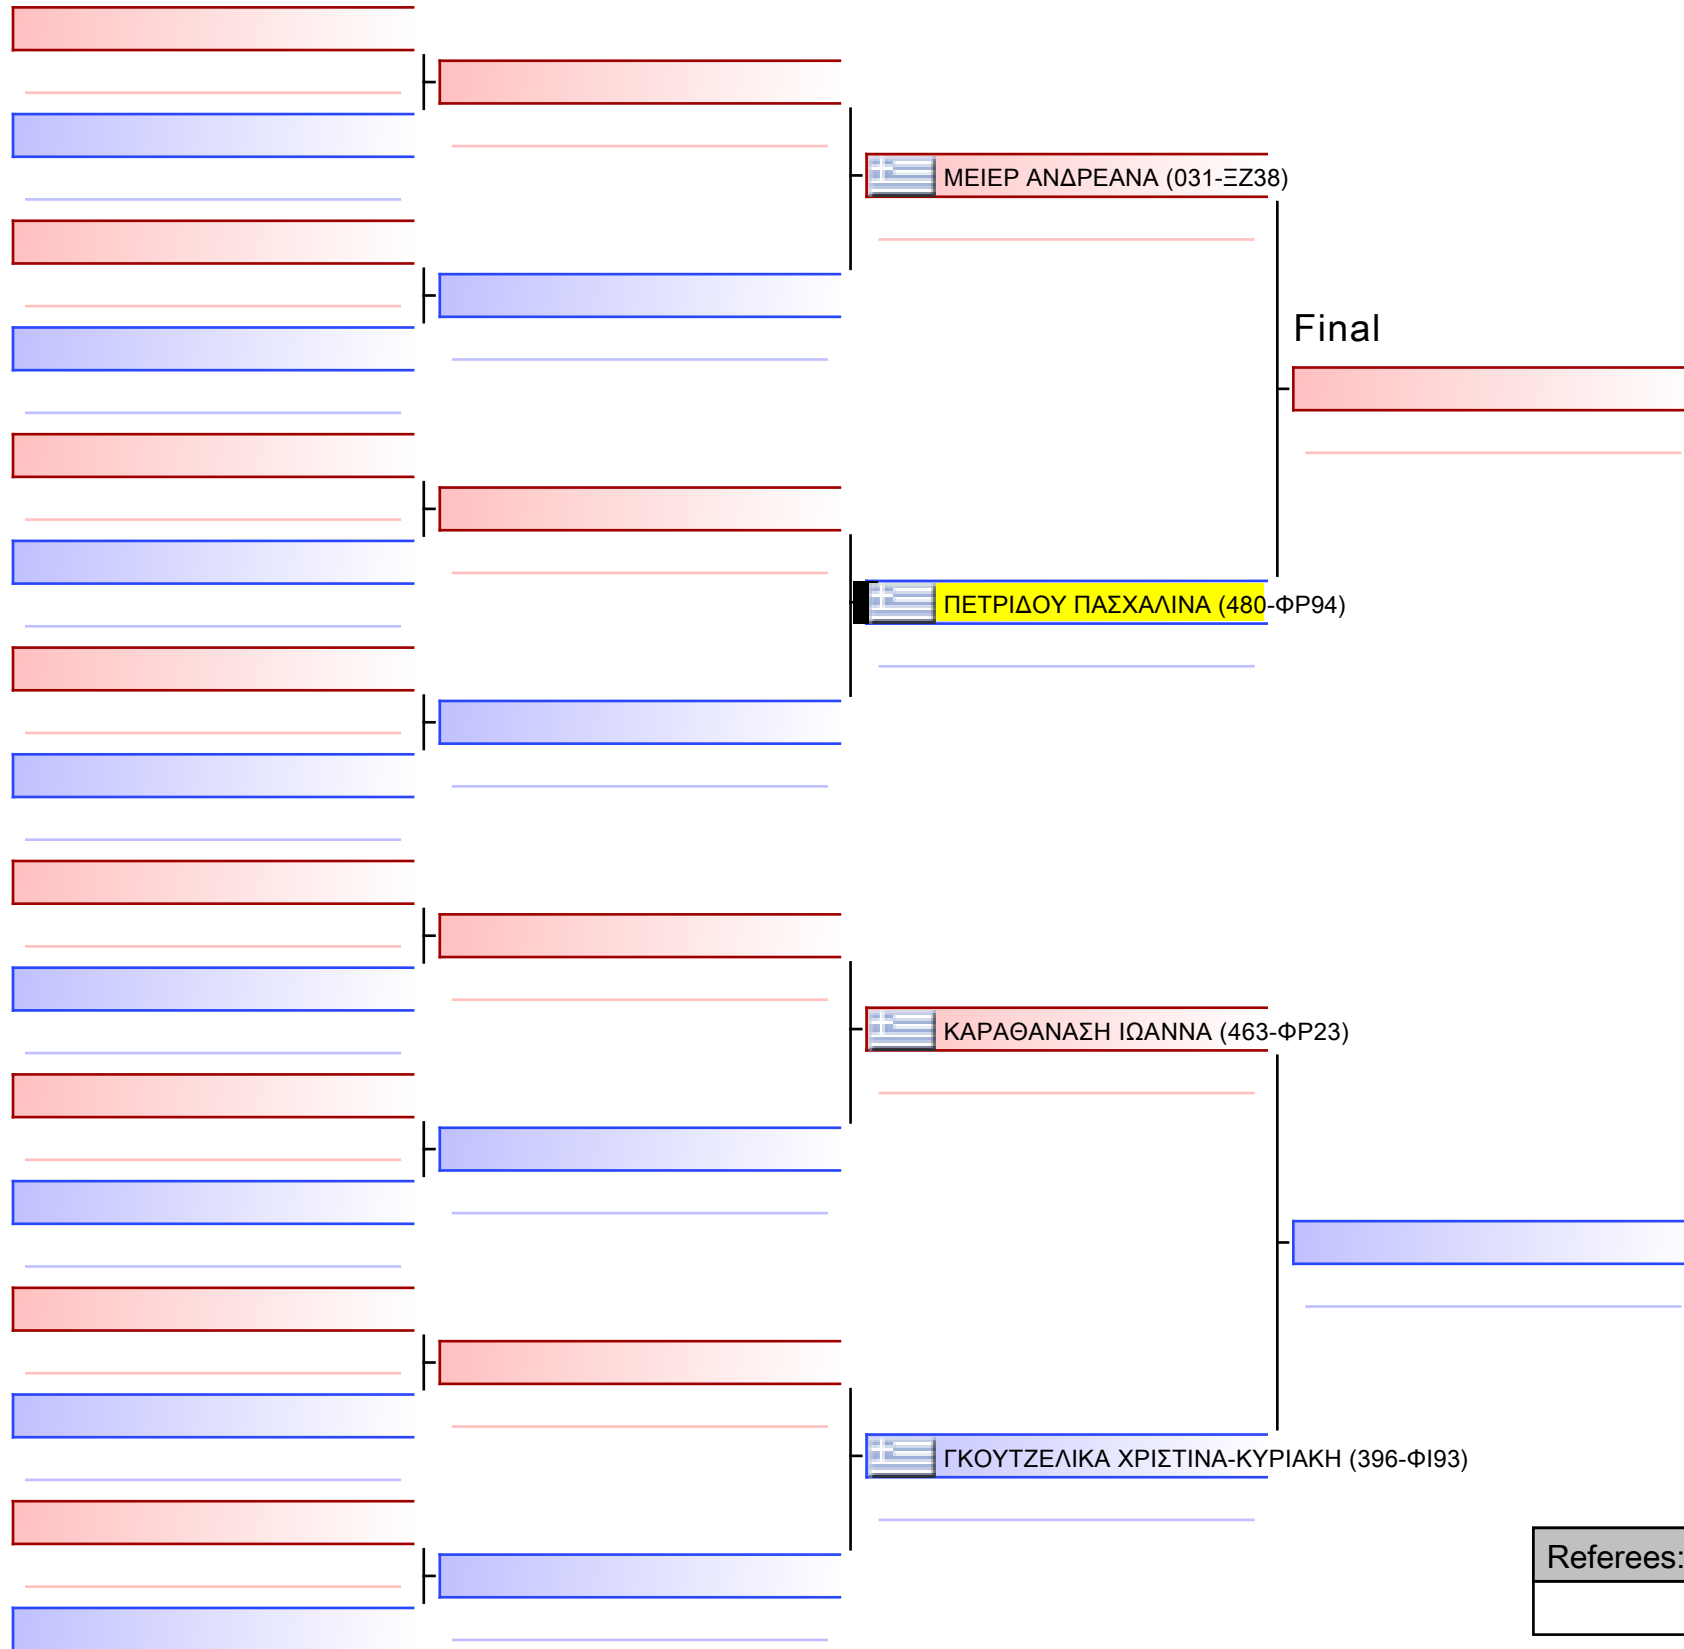 ΜΕΙΕΡ ΑΝΔΡΕΑΝΑ (031-ΞΖ38)
Final
ΠΕΤΡΙΔΟΥ ΠΑΣΧΑΛΙΝΑ (480-ΦΡ94)
ΚΑΡΑΘΑΝΑΣΗ ΙΩΑΝΝΑ (463-ΦΡ23)
ΓΚΟΥΤΖΕΛΙΚΑ ΧΡΙΣΤΙΝΑ-ΚΥΡΙΑΚΗ (396-ΦΙ93)
Referees: